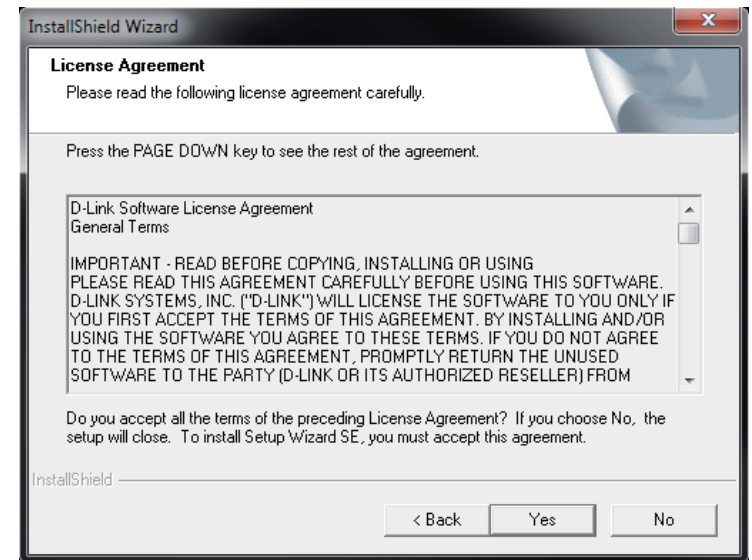 InstallShield Wizard
License Agreement
Please read the following license agreement carefully.
Press the PAGE DOWN key to see the rest of the agreement.
D-Link Software License Agreement
General Terms
IMPORTANT - READ BEFORE COPYING, INSTALLING OR USING
PLEASE READ THIS AGREEMENT CAREFULLY BEFORE USING THIS SOFTWARE.
D-LINK SYSTEMS, INC. ("D-LINK") WILL LICENSE THE SOFTWARE TO YOU ONLY IF
YOU FIRST ACCEPT THE TERMS OF THIS AGREEMENT. BY INSTALLING AND/OR
USING THE SOFTWARE YOU AGREE TO THESE TERMS. IF YOU DO NOT AGREE
TO THE TERMS OF THIS AGREEMENT, PROMPTLY RETURN THE UNUSED
SOFTWARE TO THE PARTY (D-LINK OR ITS AUTHORIZED RESELLER) FROM
Do you accept all the terms of the preceding License Agreement? If you choose No, the
setup will close. To install Setup Wizard SE, you must accept this agreement.
InstallShield
< Back Yes No